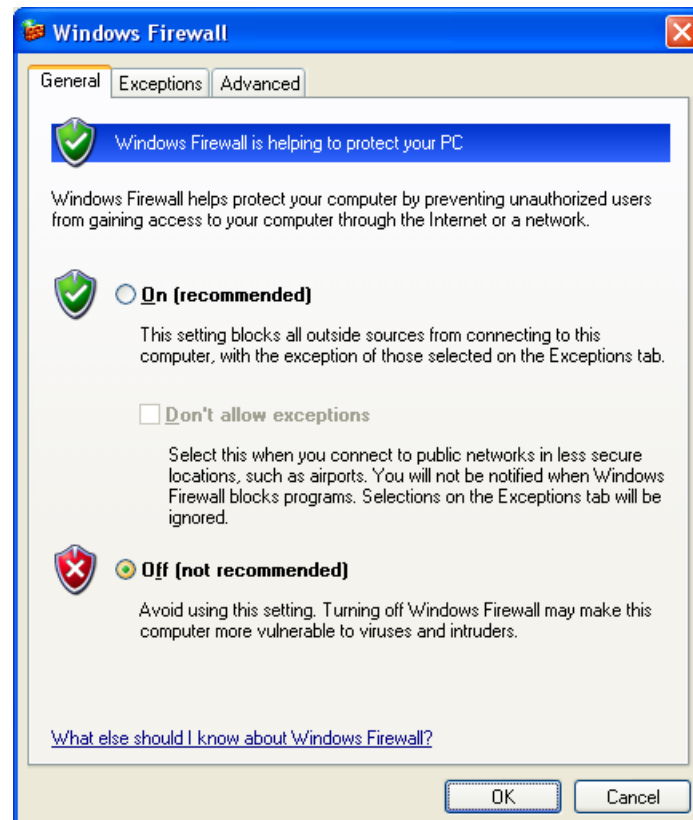 Windows Firewall
General Exceptions Advanced
Windows Firewall is helping to protect your PC
Windows Firewall helps protect your computer by preventing unauthorized users
from gaining access to your computer through the Internet or a network.
On (recommended)
This setting blocks all outside sources from connecting to this
computer, with the exception of those selected on the Exceptions tab.
Don't allow exceptions
Select this when you connect to public networks in less secure
locations, such as airports. You will not be notified when Windows
Firewall blocks programs. Selections on the Exceptions tab will be
ignored.
Off (not recommended)
Avoid using this setting. Turning off Windows Firewall may make this
computer more vulnerable to viruses and intruders.
What else should I know about Windows Firewall?
OK Cancel